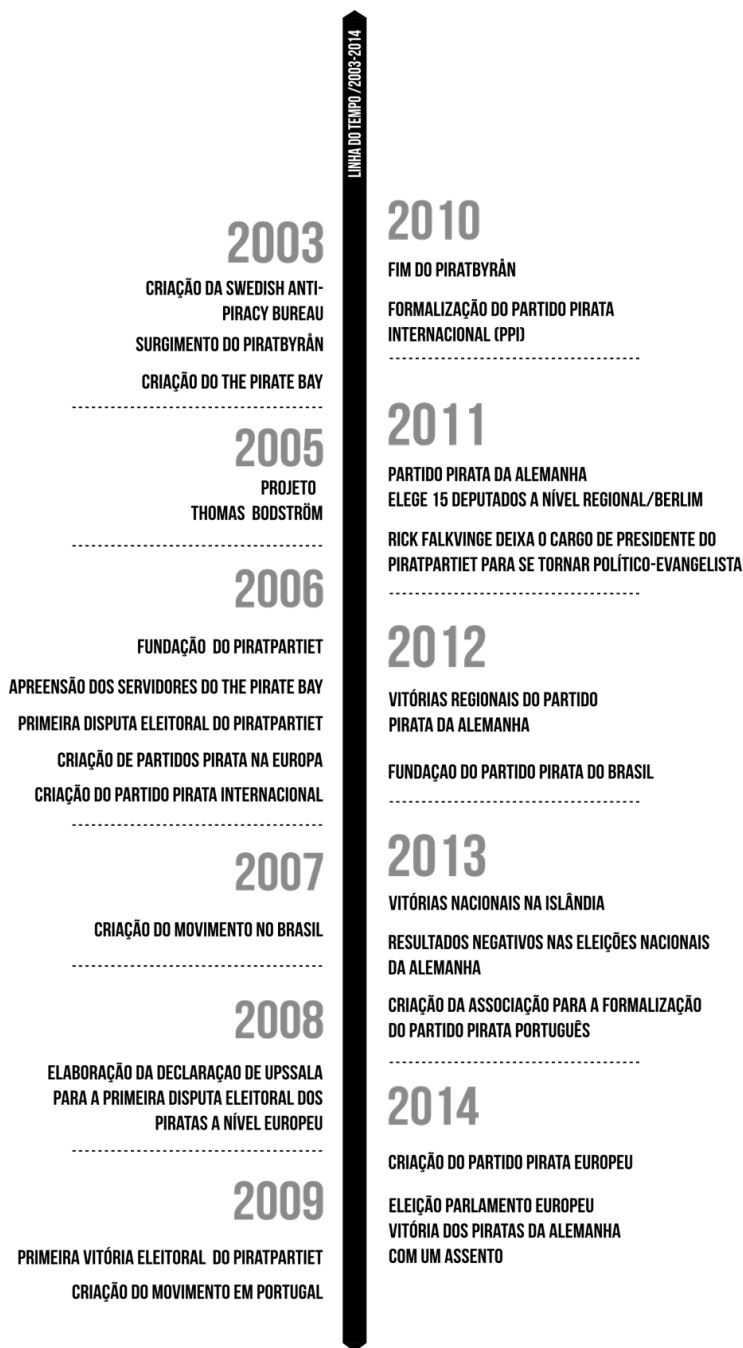 LINHA DO TEMPO /2003-2014
2003
CRIAÇÃO DA SWEDISH ANTI-
PIRACY BUREAU
SURGIMENTO DO PIRATBYRÅN
CRIAÇÃO DO THE PIRATE BAY
2005
PROJETO
THOMAS BODSTRÖM
2006
FUNDAÇÃO DO PIRATPARTIET
APREENSÃO DOS SERVIDORES DO THE PIRATE BAY
PRIMEIRA DISPUTA ELEITORAL DO PIRATPARTIET
CRIAÇÃO DE PARTIDOS PIRATA NA EUROPA
CRIAÇÃO DO PARTIDO PIRATA INTERNACIONAL
2007
CRIAÇÃO DO MOVIMENTO NO BRASIL
2008
ELABORAÇÃO DA DECLARAÇAO DE UPSSALA
PARA A PRIMEIRA DISPUTA ELEITORAL DOS
PIRATAS A NÍVEL EUROPEU
2009
PRIMEIRA VITÓRIA ELEITORAL DO PIRATPARTIET
CRIAÇÃO DO MOVIMENTO EM PORTUGAL
2010
FIM DO PIRATBYRÅN
FORMALIZAÇÃO DO PARTIDO PIRATA
INTERNACIONAL (PPI)
2011
PARTIDO PIRATA DA ALEMANHA
ELEGE 15 DEPUTADOS A NÍVEL REGIONAL/BERLIM
RICK FALKVINGE DEIXA O CARGO DE PRESIDENTE DO
PIRATPARTIET PARA SE TORNAR POLÍTICO-EVANGELISTA
2012
VITÓRIAS REGIONAIS DO PARTIDO
PIRATA DA ALEMANHA
FUNDAÇAO DO PARTIDO PIRATA DO BRASIL
2013
VITÓRIAS NACIONAIS NA ISLÂNDIA
RESULTADOS NEGATIVOS NAS ELEIÇÕES NACIONAIS
DA ALEMANHA
CRIAÇÃO DA ASSOCIAÇÃO PARA A FORMALIZAÇÃO
DO PARTIDO PIRATA PORTUGUÊS
2014
CRIAÇÃO DO PARTIDO PIRATA EUROPEU
ELEIÇÃO PARLAMENTO EUROPEU
VITÓRIA DOS PIRATAS DA ALEMANHA
COM UM ASSENTO